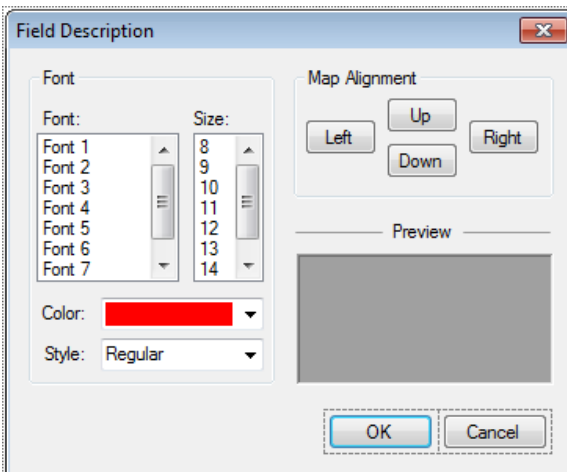 Field Description
Font
Font:
Size:
Font 1
Font 2
Font 3
Font 4
Font 5
Font 6
Font 7
8
9
10
11
12
13
14
Color:
Style:
Regular
Map Alignment
Up
Left
Right
Down
Preview
OK
Cancel